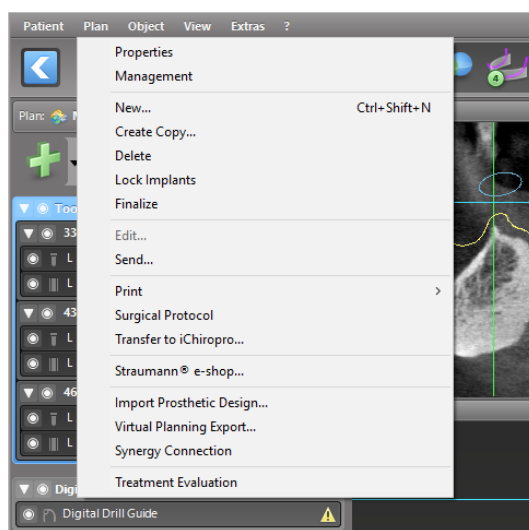 Patient Plan Object View Extras ?
Properties
Management
New... Ctrl+Shift+N
Create Copy...
Delete
Lock Implants
Finalize
Edit...
Send...
Print
Surgical Protocol
Transfer to iChiropro...
Straumann® e-shop...
Import Prosthetic Design...
Virtual Planning Export...
Synergy Connection
Treatment Evaluation
4
Plan:
33
L
L
43
L
L
46
L
L
Digital Drill Guide